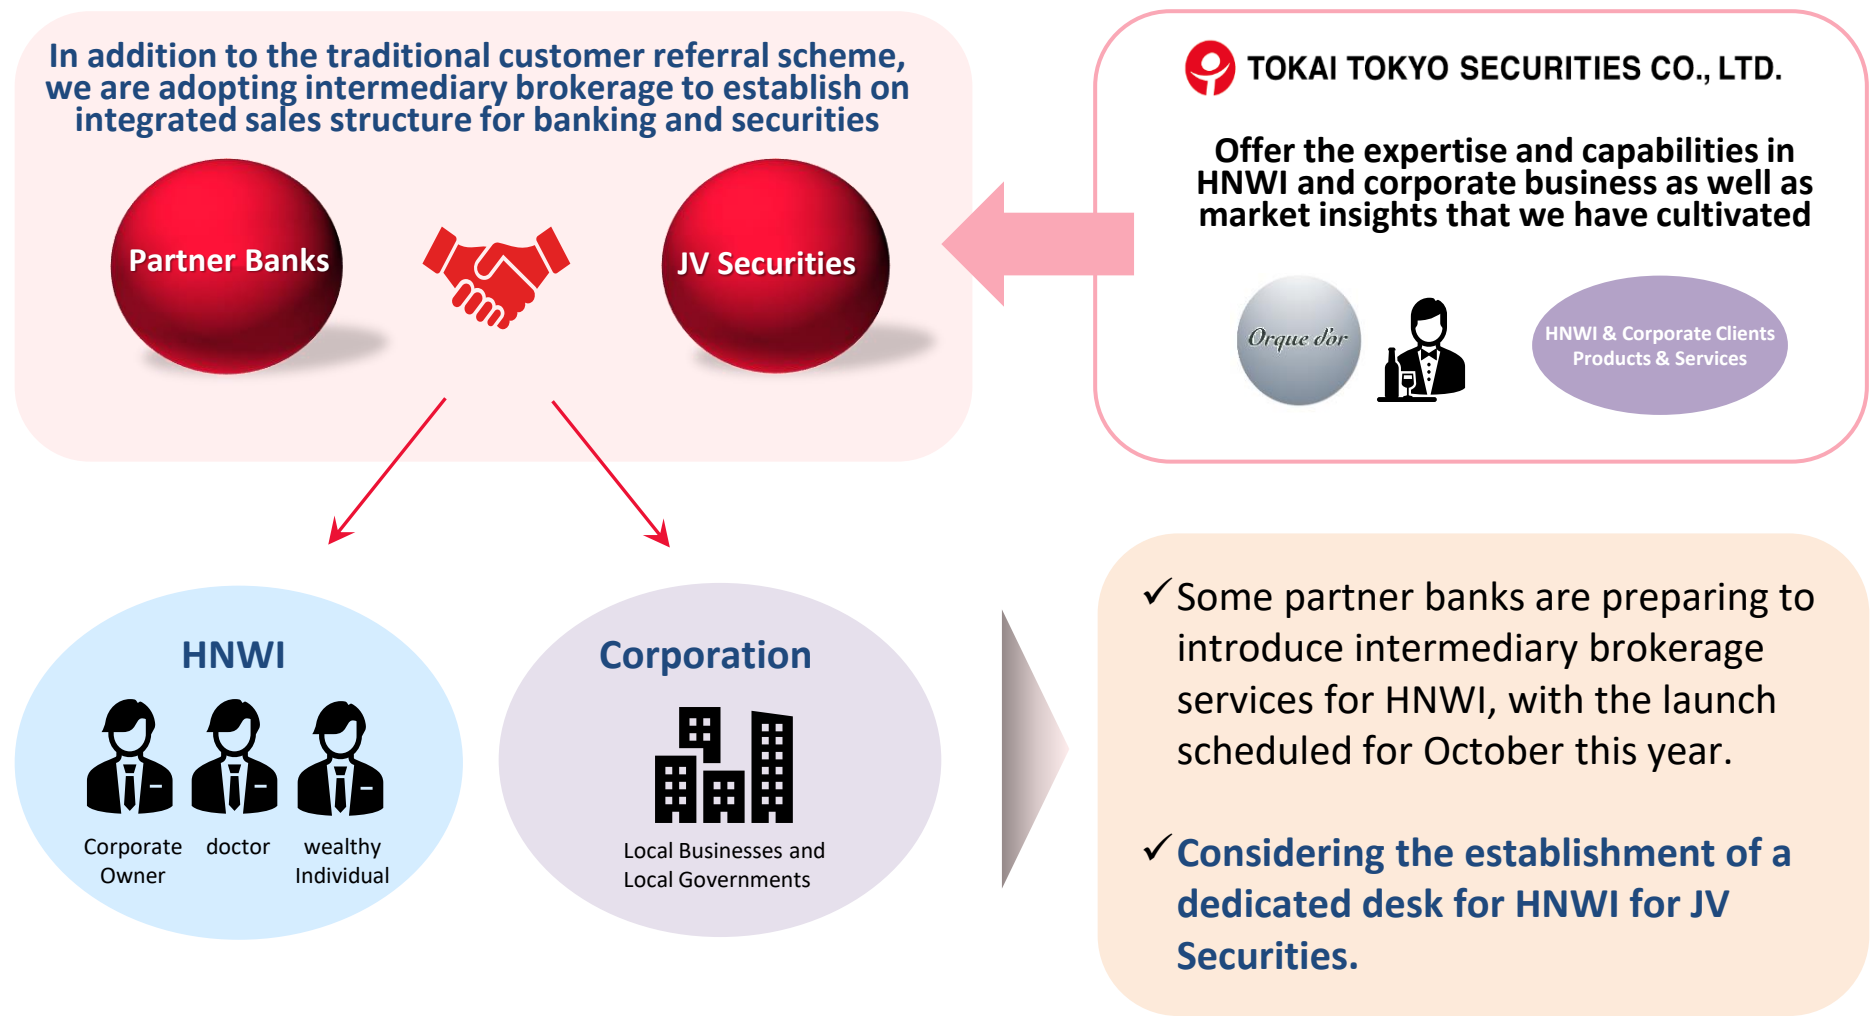 In addition to the traditional customer referral scheme,
we are adopting intermediary brokerage to establish on
integrated sales structure for banking and securities
Partner Banks
JV Securities
TOKAI TOKYO SECURITIES CO., LTD.
Offer the expertise and capabilities in
HNWI and corporate business as well as
market insights that we have cultivated
Orque d'or
HNWI & Corporate Clients
Products & Services
HNWI
Corporate
Owner
doctor
wealthy
Individual
Corporation
Local Businesses and
Local Governments
✓Some partner banks are preparing to
introduce intermediary brokerage
services for HNWI, with the launch
scheduled for October this year.
✓Considering the establishment of a
dedicated desk for HNWI for JV
Securities.